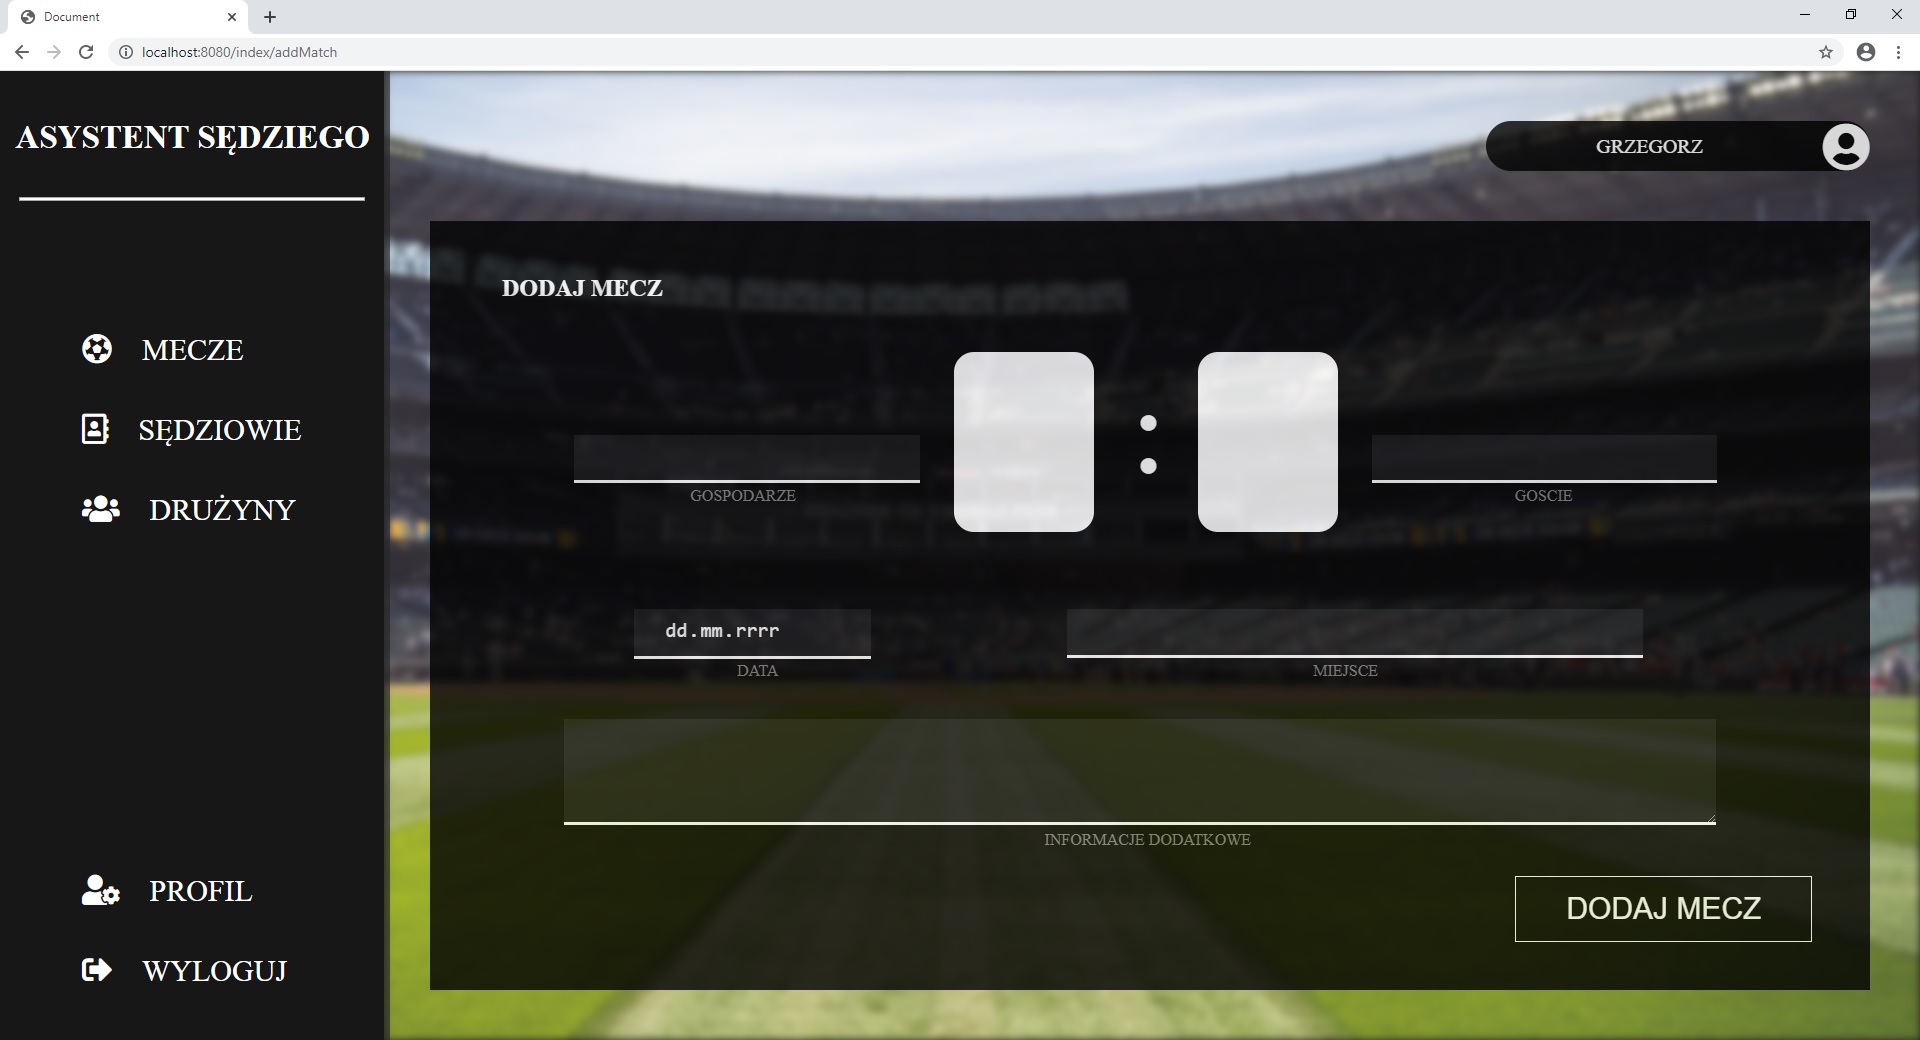 Document
localhost:8080/index/addMatch
ASYSTENT SĘDZIEGO
MECZE
SĘDZIOWIE
DRUŻYNY
PROFIL
WYLOGUJ
GRZEGORZ
DODAJ MECZ
:
GOSPODARZE
GOSCIE
dd.mm.rrrr
DATA
MIEJSCE
INFORMACJE DODATKOWE
DODAJ MECZ